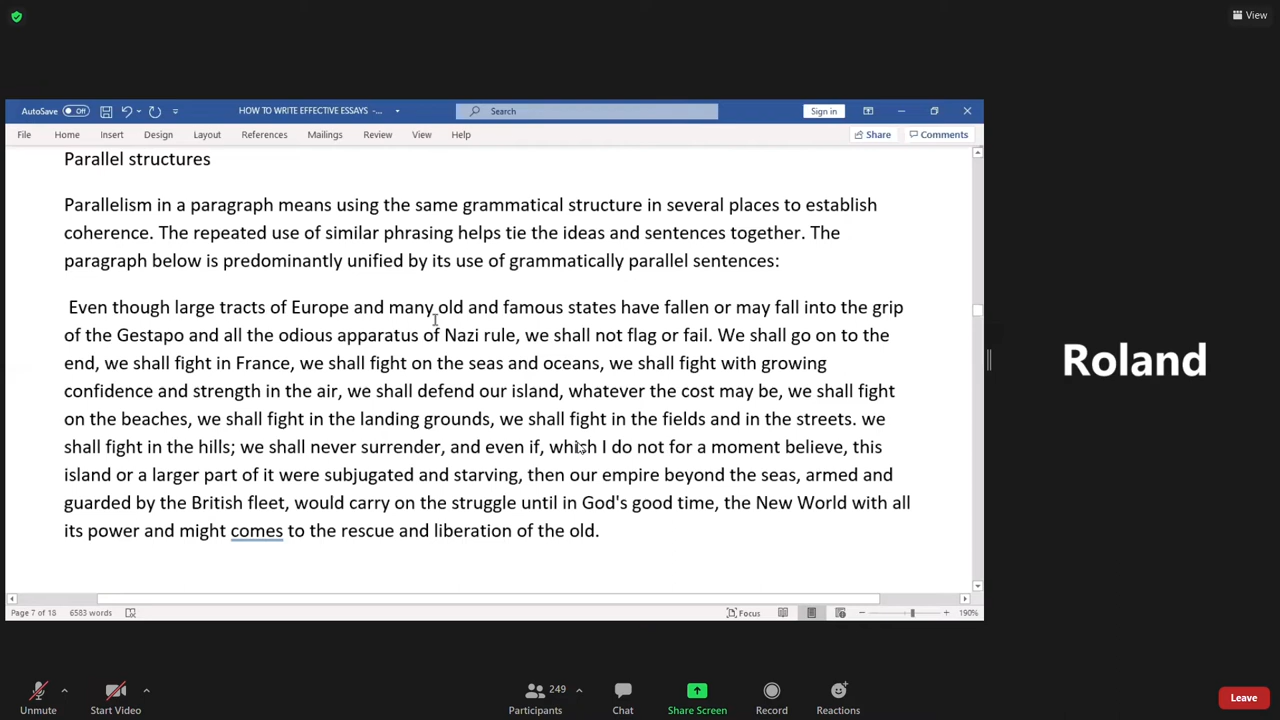 View
AutoSave Off HOW TO WRITE EFFECTIVE ESSAYS -... Search Sign in
File Home Insert Design Layout References Mailings Review View Help Share Comments
Parallel structures
Parallelism in a paragraph means using the same grammatical structure in several places to establish
coherence. The repeated use of similar phrasing helps tie the ideas and sentences together. The
paragraph below is predominantly unified by its use of grammatically parallel sentences:
Even though large tracts of Europe and many old and famous states have fallen or may fall into the grip
of the Gestapo and all the odious apparatus of Nazi rule, we shall not flag or fail. We shall go on to the
end, we shall fight in France, we shall fight on the seas and oceans, we shall fight with growing
confidence and strength in the air, we shall defend our island, whatever the cost may be, we shall fight
on the beaches, we shall fight in the landing grounds, we shall fight in the fields and in the streets. we
shall fight in the hills; we shall never surrender, and even if, which I do not for a moment believe, this
island or a larger part of it were subjugated and starving, then our empire beyond the seas, armed and
guarded by the British fleet, would carry on the struggle until in God's good time, the New World with all
its power and might comes to the rescue and liberation of the old.
Roland
Page 7 of 18 6583 words Focus 190%
Unmute Start Video Participants 249 Chat Share Screen Record Reactions Leave